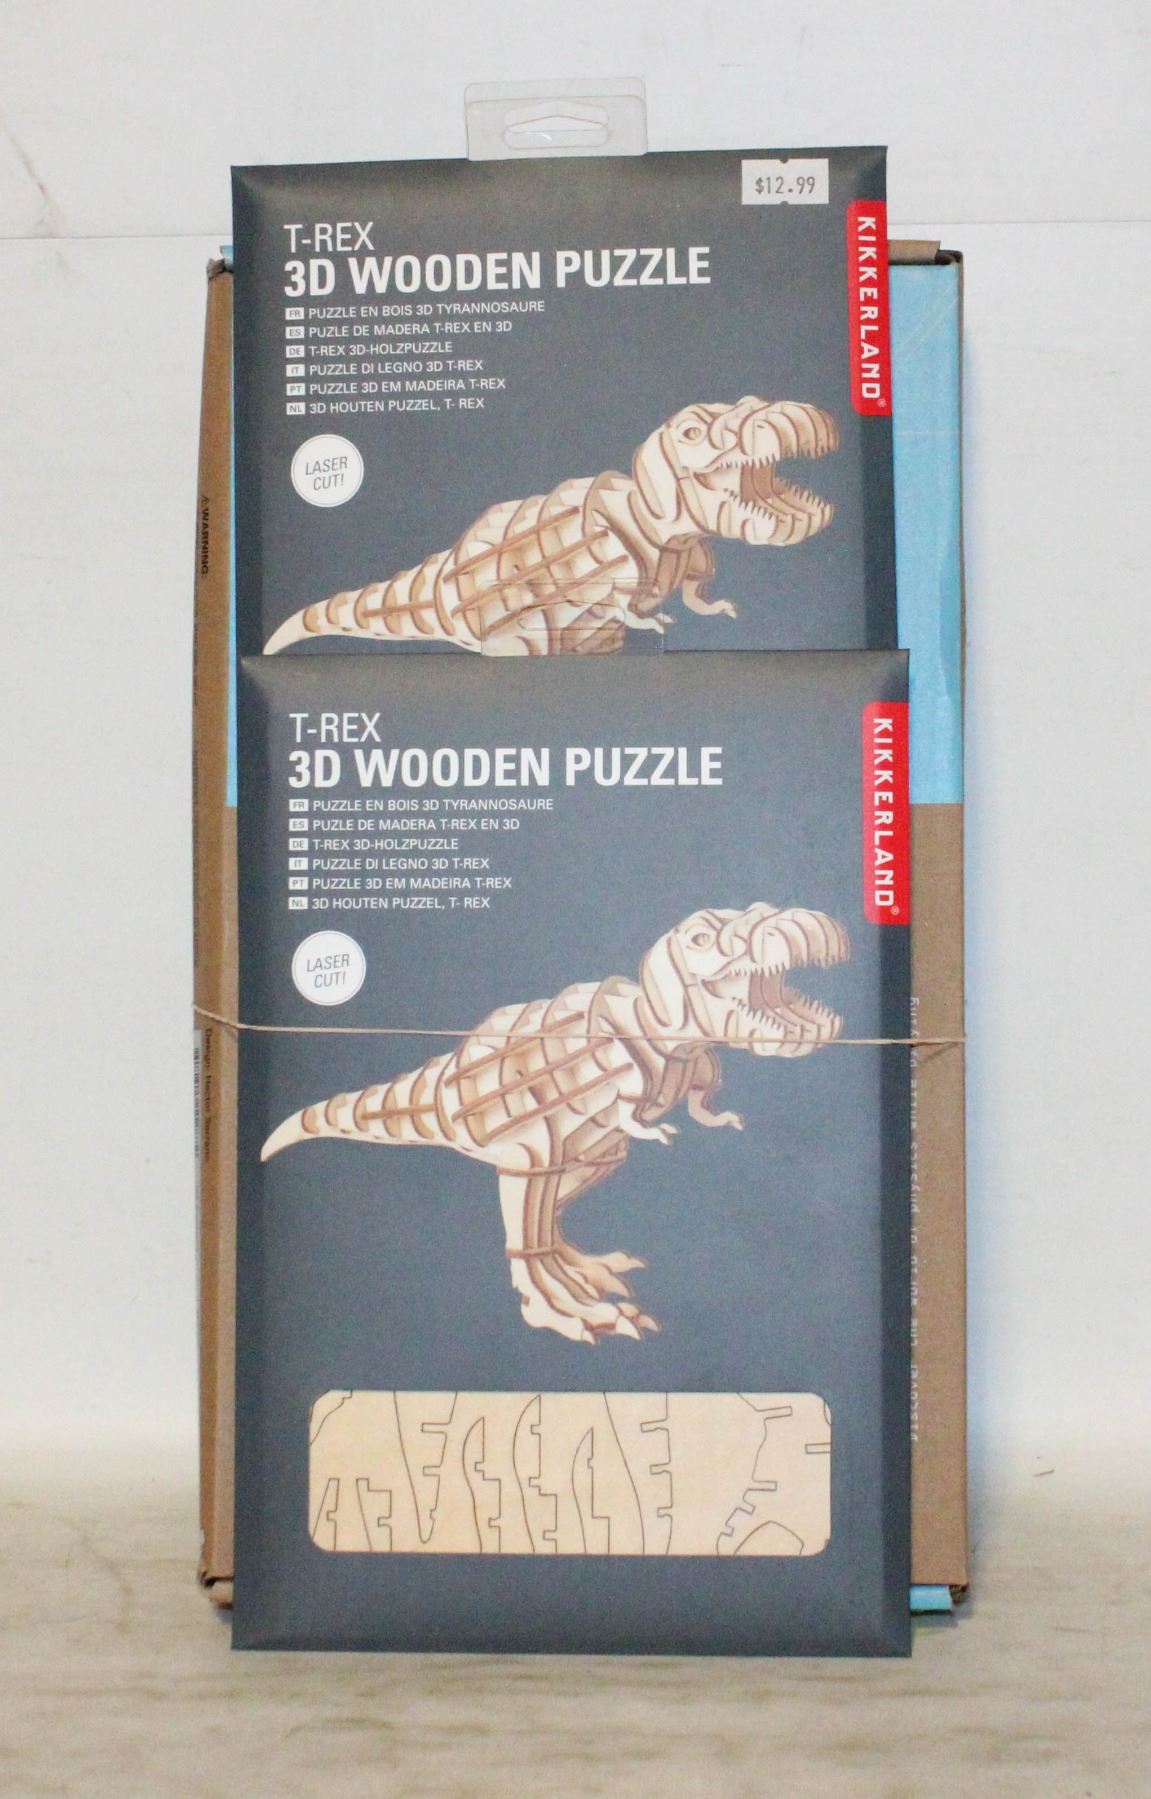 $12.99
T-REX
3D WOODEN PUZZLE
FR PUZZLE EN BOIS 3D TYRANNOSAURE
ES PUZLE DE MADERA T-REX EN 3D
DE T-REX 3D-HOLZPUZZLE
IT PUZZLE DI LEGNO 3D T-REX
PT PUZZLE 3D EM MADEIRA T-REX
NL 3D HOUTEN PUZZEL, T- REX
LASER
CUT!
KIKKERLAND®
WARNING
T-REX
3D WOODEN PUZZLE
FR PUZZLE EN BOIS 3D TYRANNOSAURE
ES PUZLE DE MADERA T-REX EN 3D
DE T-REX 3D-HOLZPUZZLE
IT PUZZLE DI LEGNO 3D T-REX
PT PUZZLE 3D EM MADEIRA T-REX
NL 3D HOUTEN PUZZEL, T- REX
LASER
CUT!
KIKKERLAND®
Design: